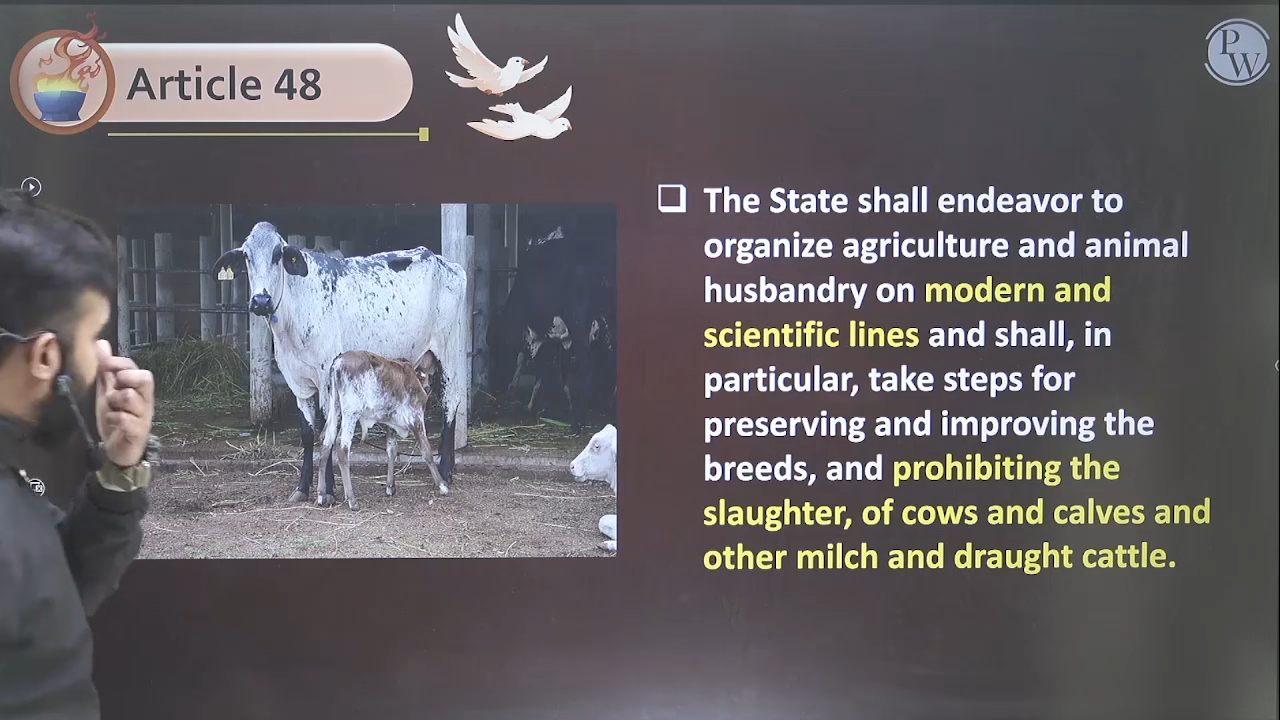 Article 48
PW
The State shall endeavor to
organize agriculture and animal
husbandry on modern and
scientific lines and shall, in
particular, take steps for
preserving and improving the
breeds, and prohibiting the
slaughter, of cows and calves and
other milch and draught cattle.